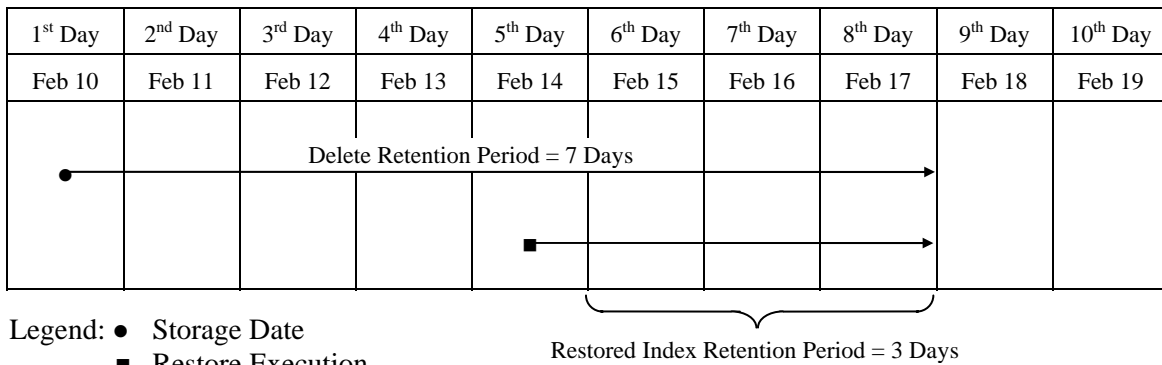 1st Day 2nd Day 3rd Day 4th Day 5th Day 6th Day 7th Day 8th Day 9th Day 10th Day
Feb 10 Feb 11 Feb 12 Feb 13 Feb 14 Feb 15 Feb 16 Feb 17 Feb 18 Feb 19
Delete Retention Period = 7 Days
Legend: ● Storage Date
■ Restore Execution
Restored Index Retention Period = 3 Days